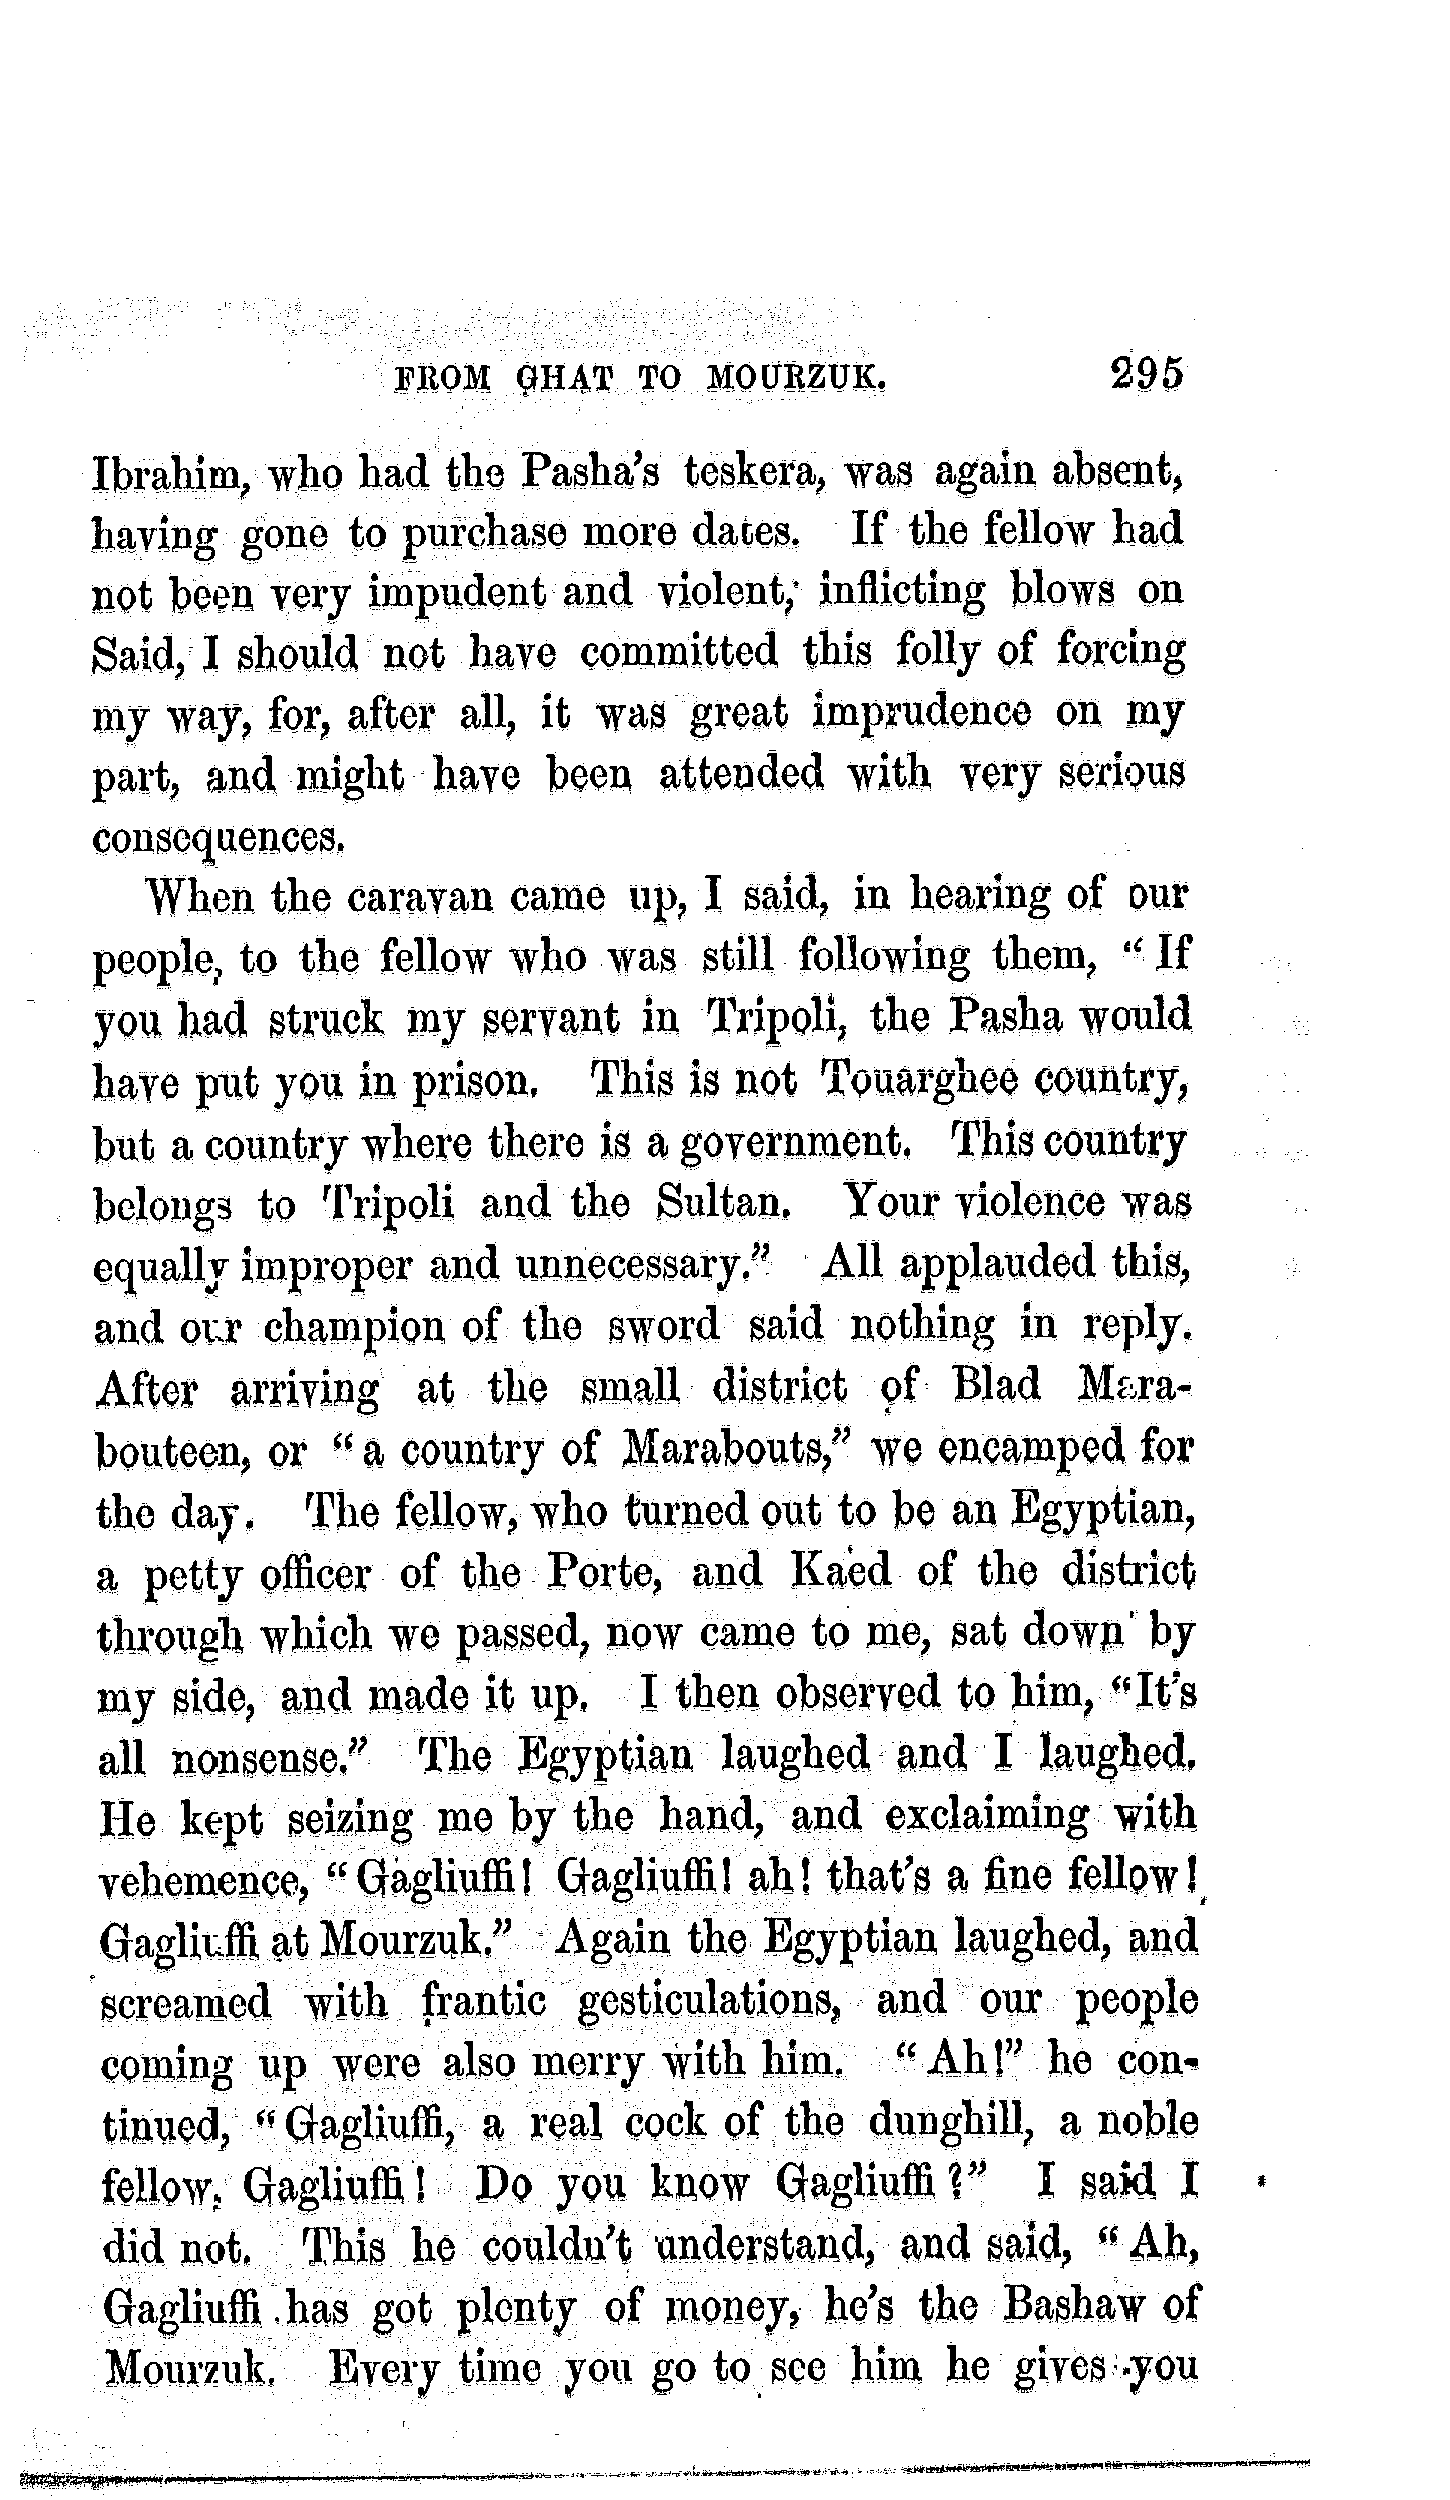 FROM GHAT TO MOURZUK. 295
Ibrahim, who had the Pasha's teskera, was again absent,
having gone to purchase more dates. If the fellow had
not been very impudent and violent, inflicting blows on
Said, I should not have committed this folly of forcing
my way, for, after all, it was great imprudence on my
part, and might have been attended with very serious
consequences.
When the caravan came up, I said, in hearing of our
people, to the fellow who was still following them, "If
you had struck my servant in Tripoli, the Pasha would
have put you in prison. This is not Touarghee country,
but a country where there is a government. This country
belongs to Tripoli and the Sultan. Your violence was
equally improper and unnecessary." All applauded this,
and our champion of the sword said nothing in reply.
After arriving at the small district of Blad Mara-
bouteen, or "a country of Marabouts," we encamped for
the day. The fellow, who turned out to be an Egyptian,
a petty officer of the Porte, and Kaëd of the district
through which we passed, now came to me, sat down by
my side, and made it up. I then observed to him, "It's
all nonsense." The Egyptian laughed and I laughed.
He kept seizing me by the hand, and exclaiming with
vehemence, "Gagliuffi! Gagliuffi! ah! that's a fine fellow!
Gagliuffi at Mourzuk." Again the Egyptian laughed, and
screamed with frantic gesticulations, and our people
coming up were also merry with him. "Ah!" he con-
tinued, "Gagliuffi, a real cock of the dunghill, a noble
fellow, Gagliuffi! Do you know Gagliuffi?" I said I
did not. This he couldn't understand, and said, "Ah,
Gagliuffi has got plenty of money, he's the Bashaw of
Mourzuk. Every time you go to see him he gives you